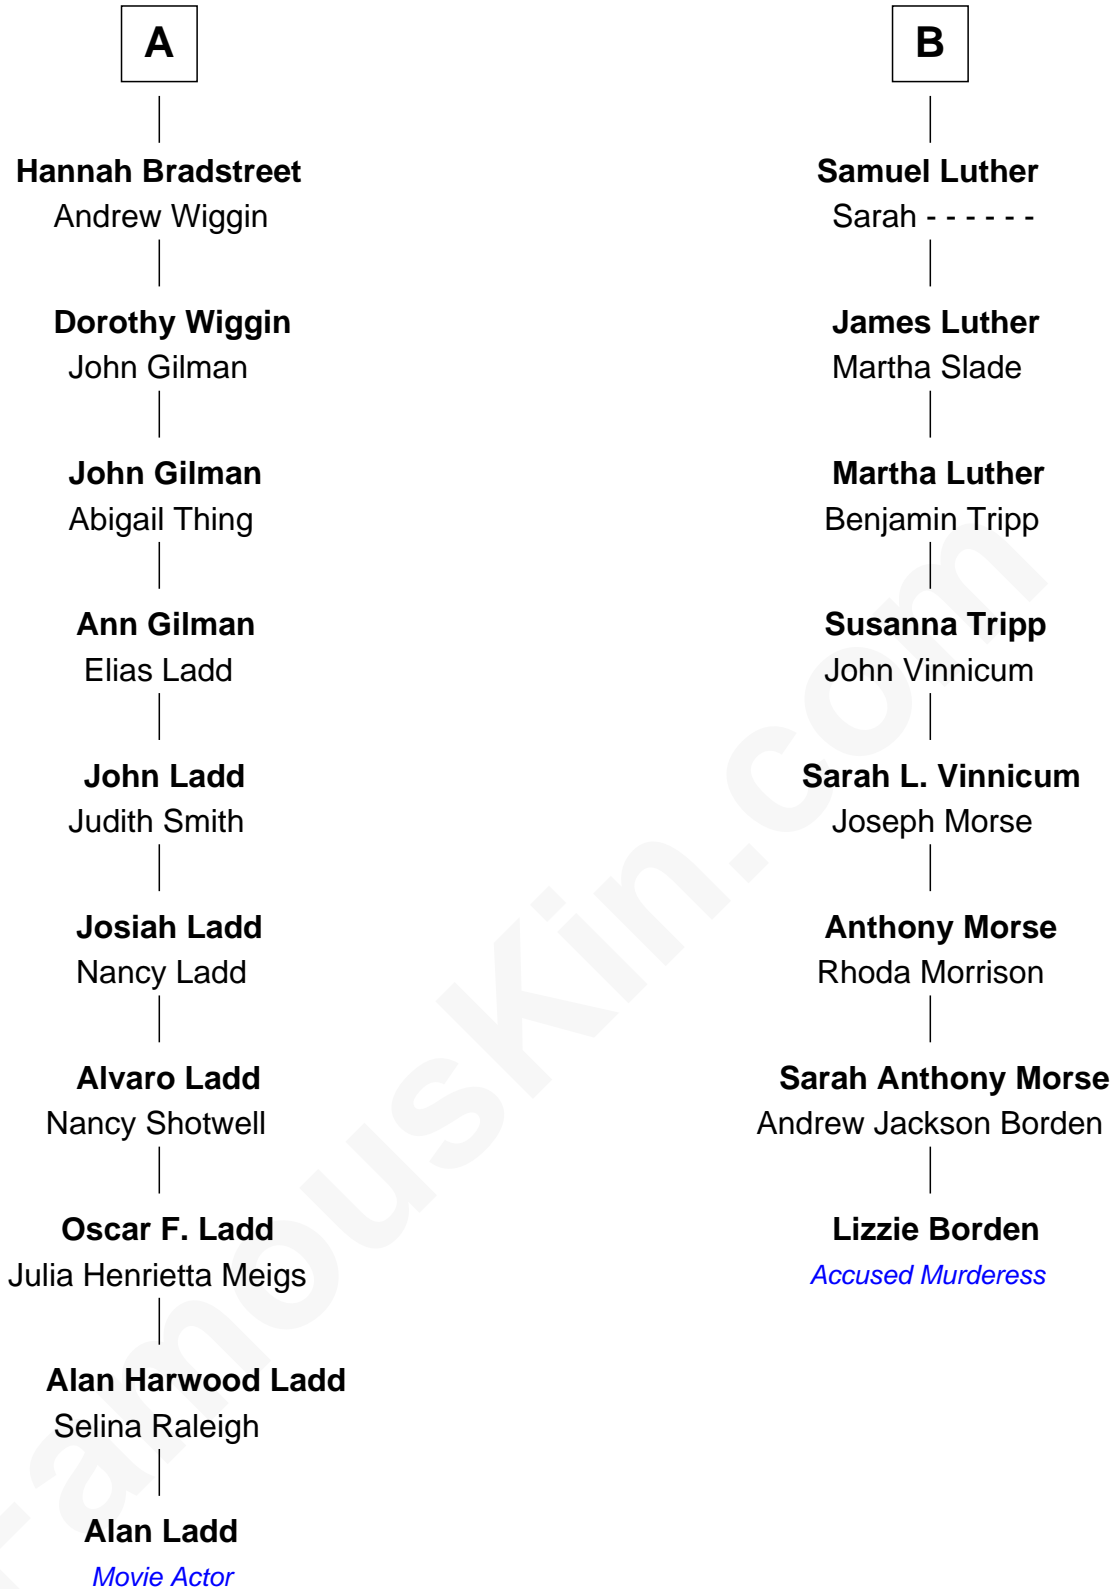 A
Hannah Bradstreet
Andrew Wiggin
Dorothy Wiggin
John Gilman
John Gilman
Abigail Thing
Ann Gilman
Elias Ladd
John Ladd
Judith Smith
Josiah Ladd
Nancy Ladd
Alvaro Ladd
Nancy Shotwell
Oscar F. Ladd
Julia Henrietta Meigs
Alan Harwood Ladd
Selina Raleigh
Alan Ladd
Movie Actor
B
Samuel Luther
Sarah - - - - - -
James Luther
Martha Slade
Martha Luther
Benjamin Tripp
Susanna Tripp
John Vinnicum
Sarah L. Vinnicum
Joseph Morse
Anthony Morse
Rhoda Morrison
Sarah Anthony Morse
Andrew Jackson Borden
Lizzie Borden
Accused Murderess
FamousKin.com